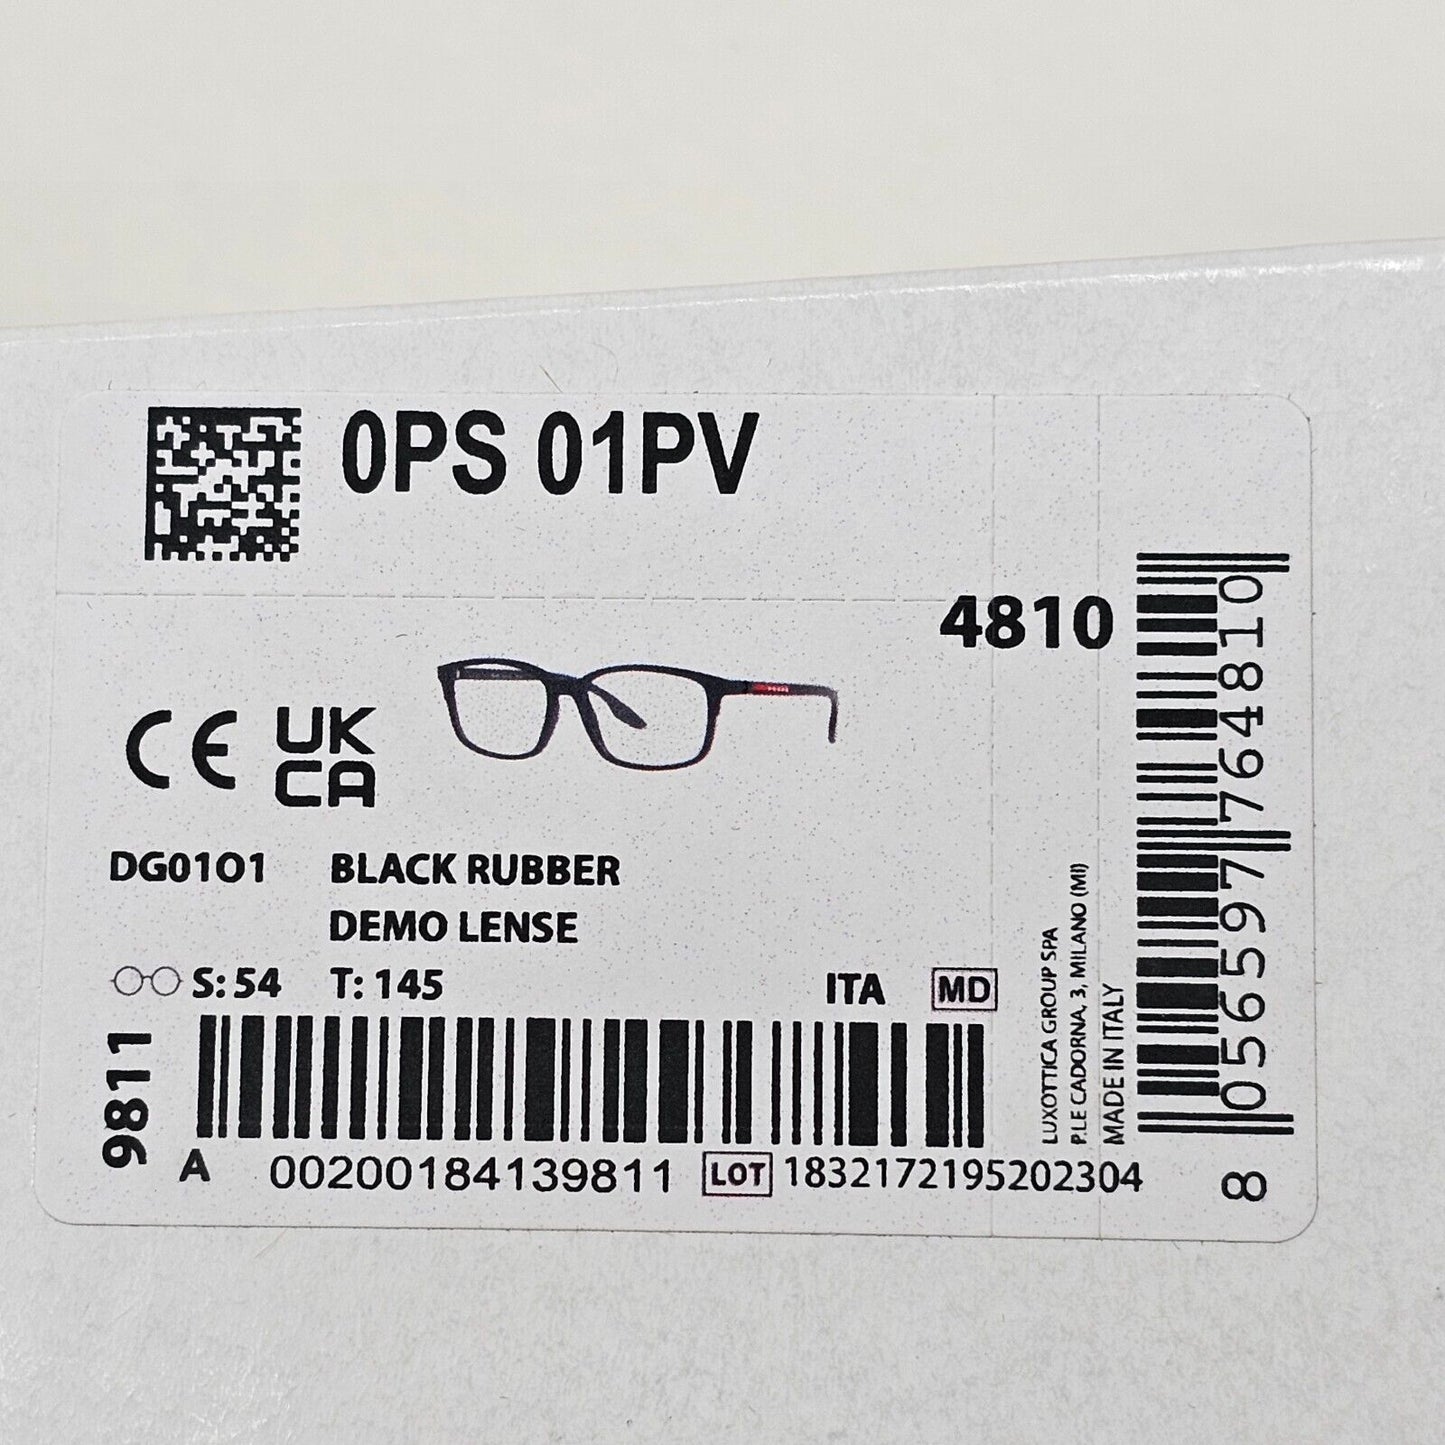 0PS 01PV
4810
CE
UK
CA
DG01O1 BLACK RUBBER
DEMO LENSE
S: 54 T: 145 ITA MD
9811
A 00200184139811 LOT 1832172195202304
LUXOTTICA GROUP SPA
P.LE CADORNA, 3, MILANO (MI)
MADE IN ITALY
8 056597 764810